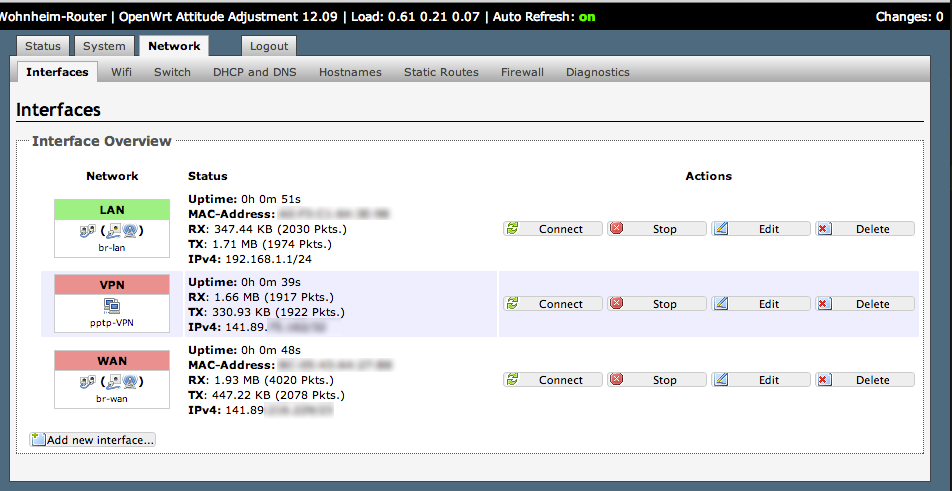 Wohnheim-Router | OpenWrt Attitude Adjustment 12.09 | Load: 0.61 0.21 0.07 | Auto Refresh: on
Changes: 0
Status System Network Logout
Interfaces Wifi Switch DHCP and DNS Hostnames Static Routes Firewall Diagnostics
Interfaces
Interface Overview
Network Status Actions
LAN
( )
br-lan
Uptime: 0h 0m 51s
MAC-Address:
RX: 347.44 KB (2030 Pkts.)
TX: 1.71 MB (1974 Pkts.)
IPv4: 192.168.1.1/24
Connect Stop Edit Delete
VPN
pptp-VPN
Uptime: 0h 0m 39s
RX: 1.66 MB (1917 Pkts.)
TX: 330.93 KB (1922 Pkts.)
IPv4: 141.89.
Connect Stop Edit Delete
WAN
( )
br-wan
Uptime: 0h 0m 48s
MAC-Address:
RX: 1.93 MB (4020 Pkts.)
TX: 447.22 KB (2078 Pkts.)
IPv4: 141.89
Connect Stop Edit Delete
Add new interface...